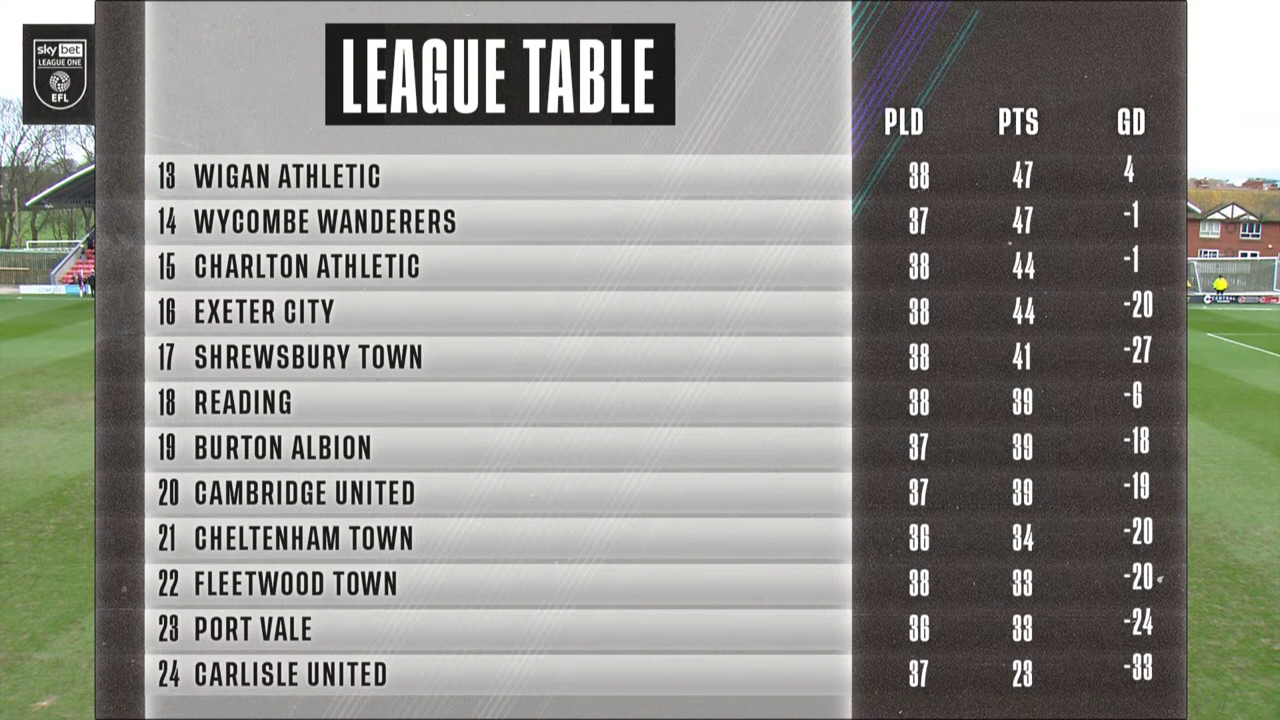 sky bet
LEAGUE ONE
EFL
LEAGUE TABLE
PLD PTS GD
13 WIGAN ATHLETIC 38 47 4
14 WYCOMBE WANDERERS 37 47 -1
15 CHARLTON ATHLETIC 38 44 -1
16 EXETER CITY 38 44 -20
17 SHREWSBURY TOWN 38 41 -27
18 READING 38 39 -6
19 BURTON ALBION 37 39 -18
20 CAMBRIDGE UNITED 37 39 -19
21 CHELTENHAM TOWN 36 34 -20
22 FLEETWOOD TOWN 38 33 -20
23 PORT VALE 36 33 -24
24 CARLISLE UNITED 37 23 -33
CENTRAL